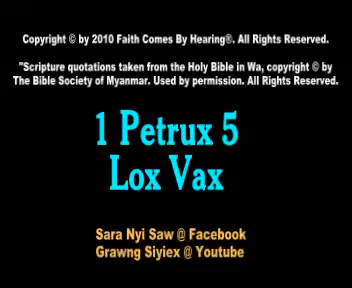 Copyright © by 2010 Faith Comes By Hearing®. All Rights Reserved.
"Scripture quotations taken from the Holy Bible in Wa, copyright © by
The Bible Society of Myanmar. Used by permission. All Rights Reserved.
1 Petrux 5
Lox Vax
Sara Nyi Saw @ Facebook
Grawng Siyiex @ Youtube